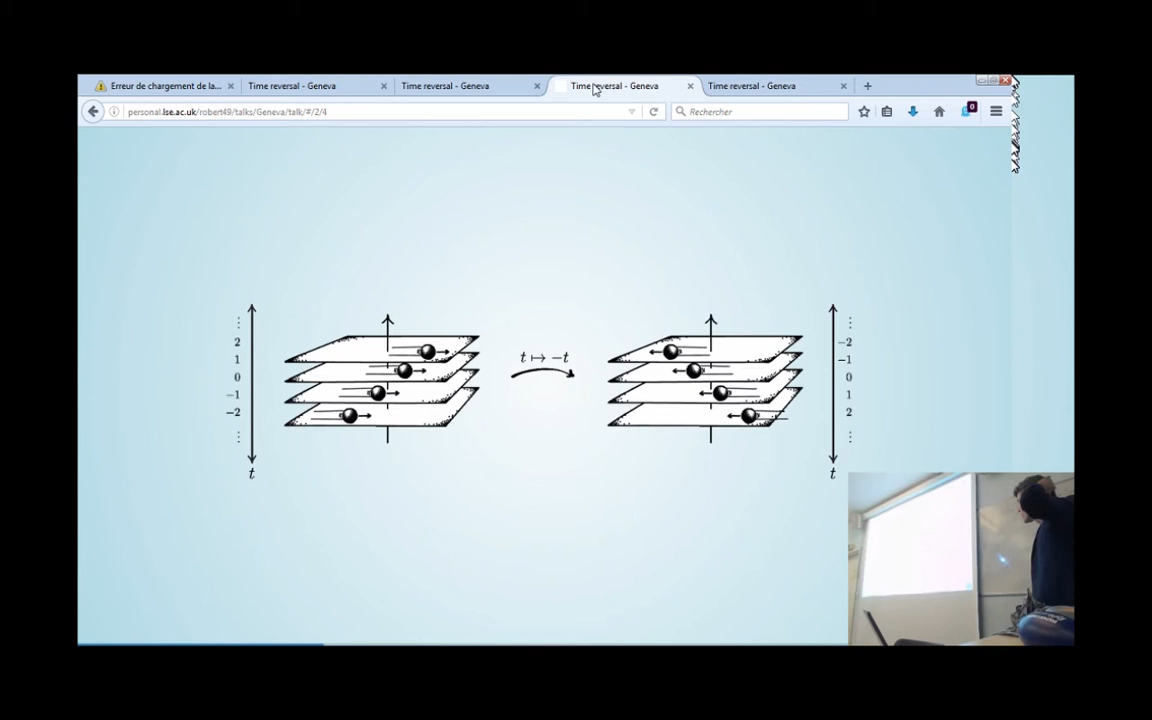 Erreur de chargement de la...
Time reversal - Geneva
Time reversal - Geneva
Time reversal - Geneva
Time reversal - Geneva
personal.lse.ac.uk/robert49/talks/Geneva/talk/#/2/4
Rechercher
0
⋮
2
1
0
−1
−2
⋮
t
t ↦ −t
⋮
−2
−1
0
1
2
⋮
t